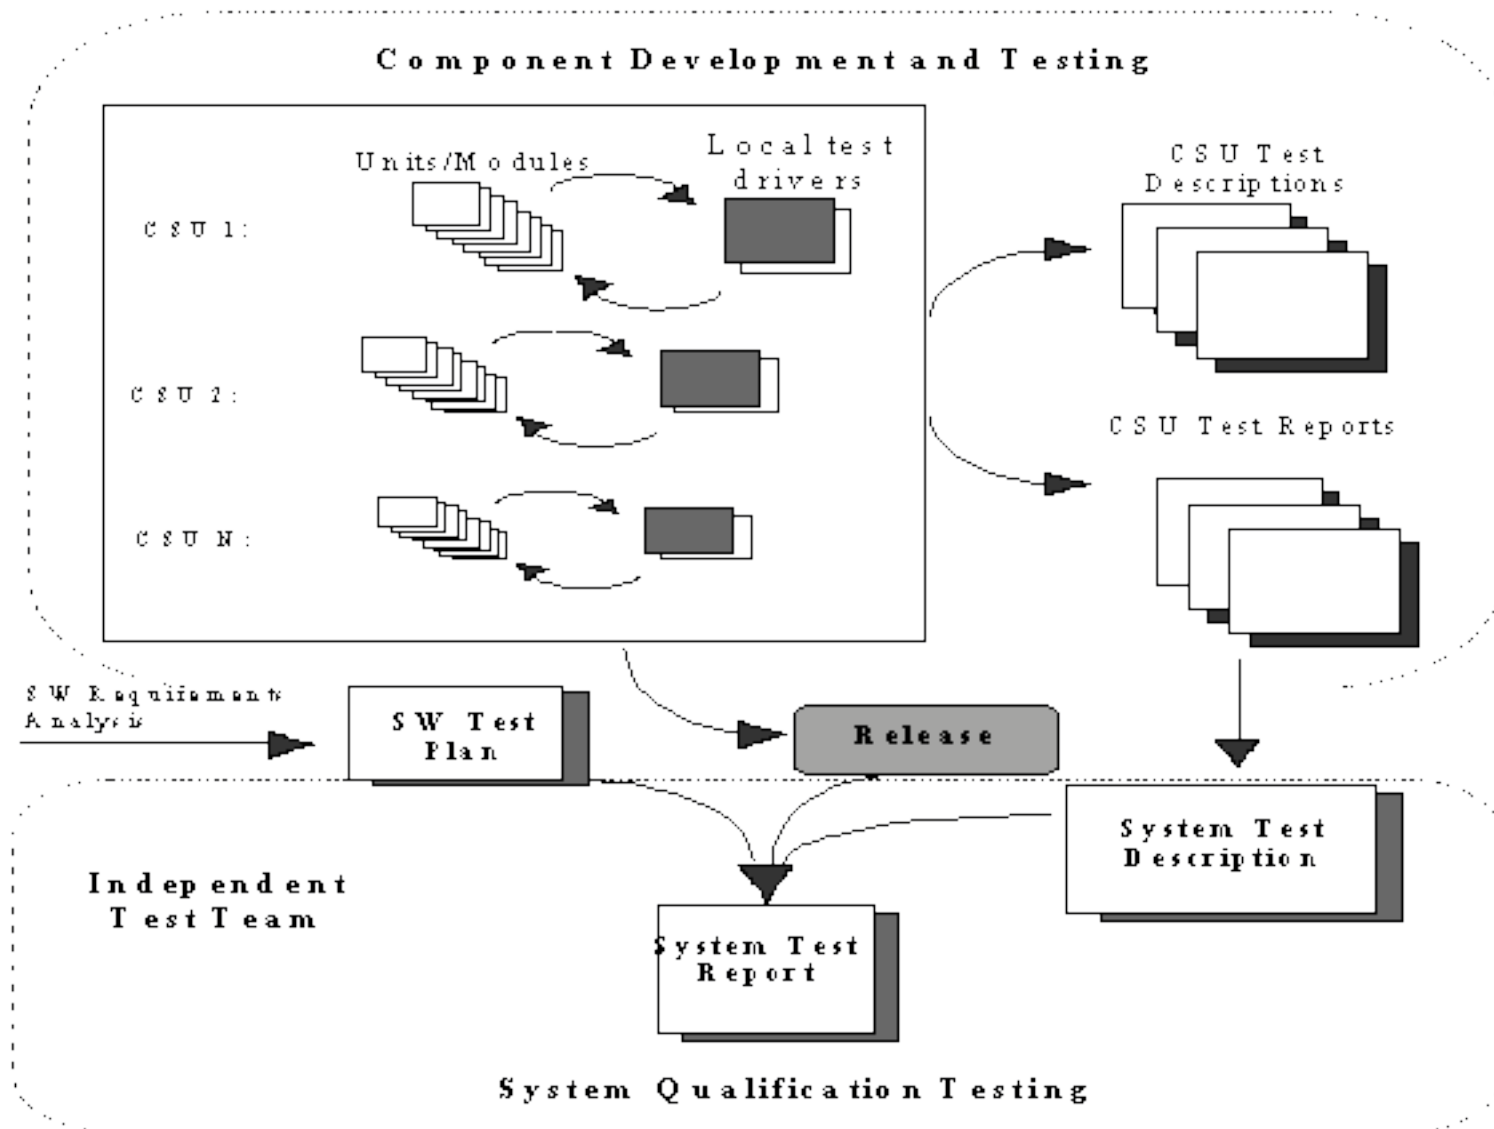 Component Development and Testing
Units/Modules
Local test
drivers
CSU Test
Descriptions
CSU 1:
CSU 2:
CSU Test Reports
CSU N:
SW Requirements
Analysis
SW Test
Plan
Release
System Test
Description
Independent
Test Team
System Test
Report
System Qualification Testing